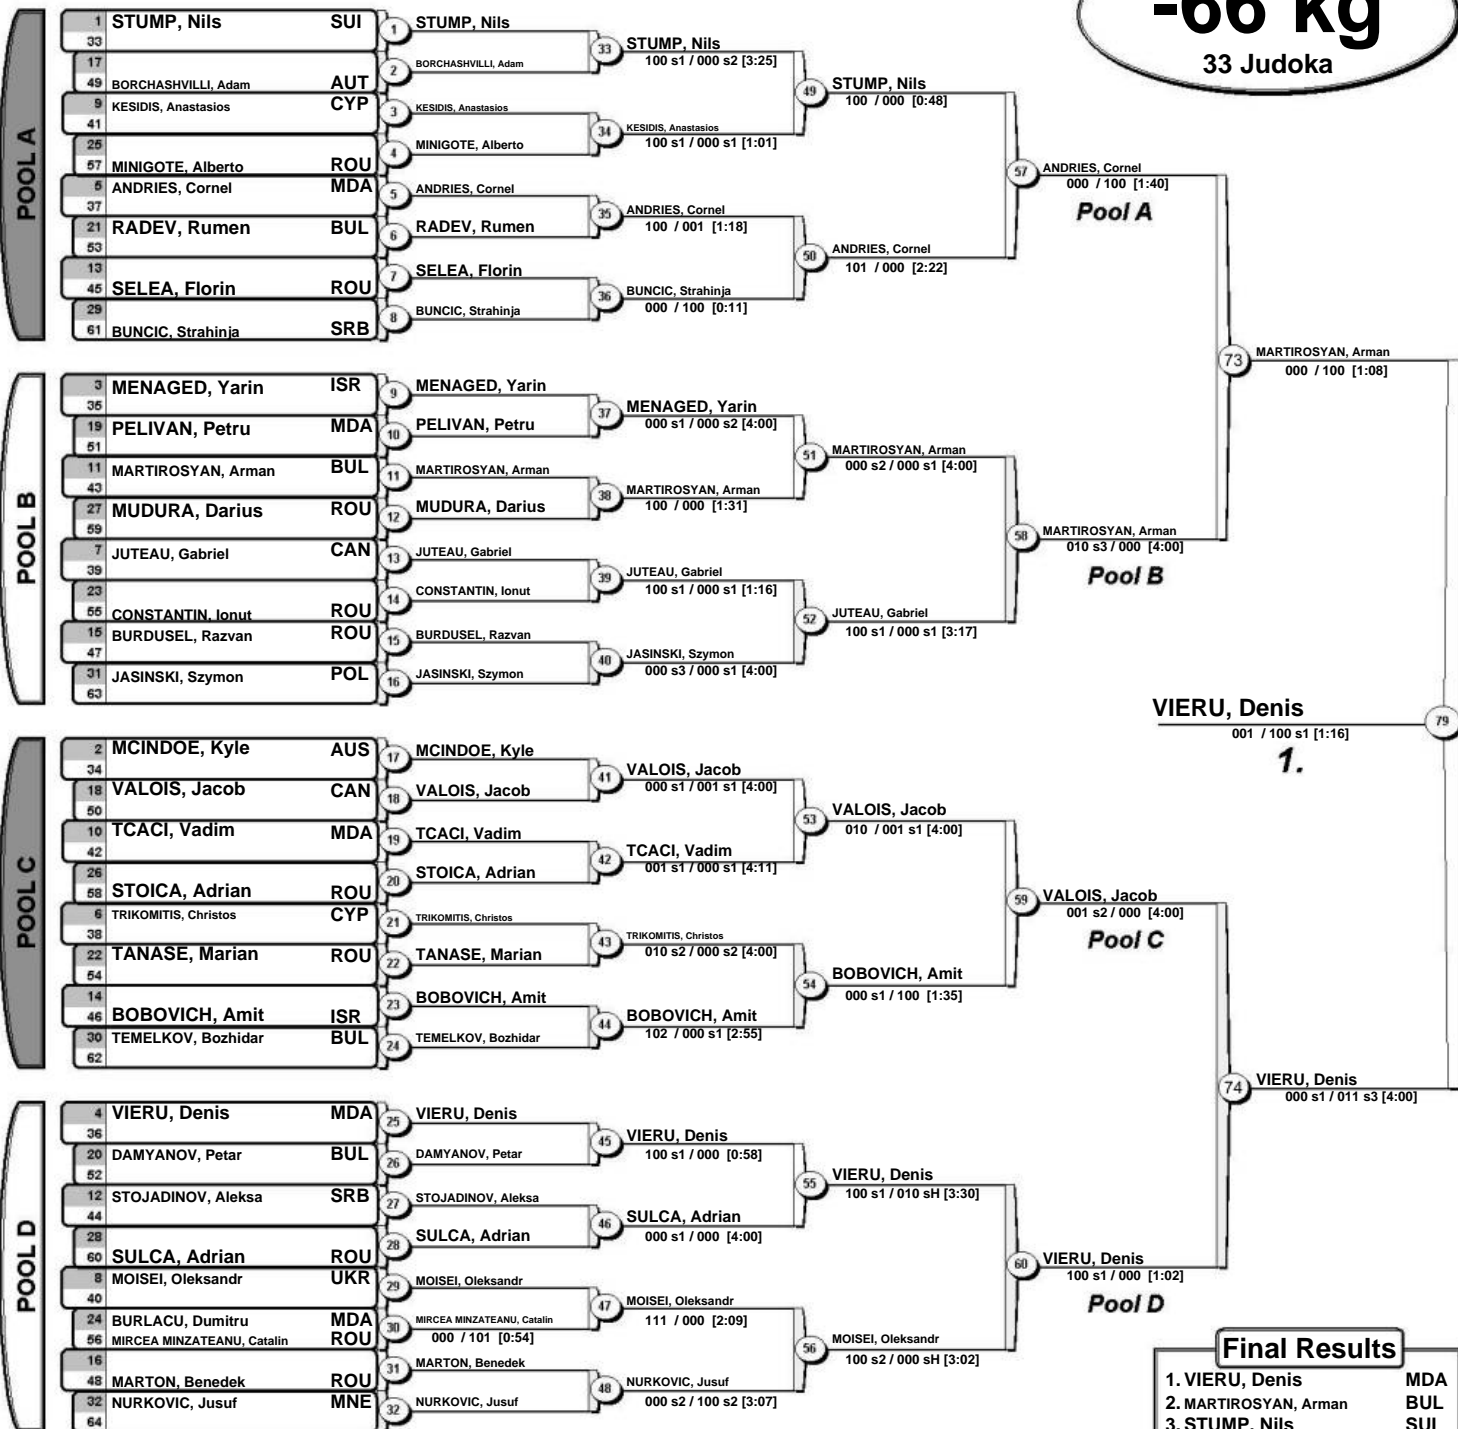 -66 kg
33 Judoka
POOL A
1 STUMP, Nils SUI
33
17
49 BORCHASHVILLI, Adam AUT
9 KESIDIS, Anastasios CYP
41
25
57 MINIGOTE, Alberto ROU
5 ANDRIES, Cornel MDA
37
21 RADEV, Rumen BUL
53
13
45 SELEA, Florin ROU
29
61 BUNCIC, Strahinja SRB
1 STUMP, Nils
2 BORCHASHVILLI, Adam
3 KESIDIS, Anastasios
4 MINIGOTE, Alberto
5 ANDRIES, Cornel
6 RADEV, Rumen
7 SELEA, Florin
8 BUNCIC, Strahinja
33 STUMP, Nils
100 s1 / 000 s2 [3:25]
34 KESIDIS, Anastasios
100 s1 / 000 s1 [1:01]
35 ANDRIES, Cornel
100 / 001 [1:18]
36 BUNCIC, Strahinja
000 / 100 [0:11]
49 STUMP, Nils
100 / 000 [0:48]
50 ANDRIES, Cornel
101 / 000 [2:22]
57 ANDRIES, Cornel
000 / 100 [1:40]
Pool A
POOL B
3 MENAGED, Yarin ISR
35
19 PELIVAN, Petru MDA
51
11 MARTIROSYAN, Arman BUL
43
27 MUDURA, Darius ROU
59
7 JUTEAU, Gabriel CAN
39
23
55 CONSTANTIN, Ionut ROU
15 BURDUSEL, Razvan ROU
47
31 JASINSKI, Szymon POL
63
9 MENAGED, Yarin
10 PELIVAN, Petru
11 MARTIROSYAN, Arman
12 MUDURA, Darius
13 JUTEAU, Gabriel
14 CONSTANTIN, Ionut
15 BURDUSEL, Razvan
16 JASINSKI, Szymon
37 MENAGED, Yarin
000 s1 / 000 s2 [4:00]
38 MARTIROSYAN, Arman
100 / 000 [1:31]
39 JUTEAU, Gabriel
100 s1 / 000 s1 [1:16]
40 JASINSKI, Szymon
000 s3 / 000 s1 [4:00]
51 MARTIROSYAN, Arman
000 s2 / 000 s1 [4:00]
52 JUTEAU, Gabriel
100 s1 / 000 s1 [3:17]
58 MARTIROSYAN, Arman
010 s3 / 000 [4:00]
Pool B
73 MARTIROSYAN, Arman
000 / 100 [1:08]
VIERU, Denis 79
001 / 100 s1 [1:16]
1.
POOL C
2 MCINDOE, Kyle AUS
34
18 VALOIS, Jacob CAN
50
10 TCACI, Vadim MDA
42
26
58 STOICA, Adrian ROU
6 TRIKOMITIS, Christos CYP
38
22 TANASE, Marian ROU
54
14
46 BOBOVICH, Amit ISR
30 TEMELKOV, Bozhidar BUL
62
17 MCINDOE, Kyle
18 VALOIS, Jacob
19 TCACI, Vadim
20 STOICA, Adrian
21 TRIKOMITIS, Christos
22 TANASE, Marian
23 BOBOVICH, Amit
24 TEMELKOV, Bozhidar
41 VALOIS, Jacob
000 s1 / 001 s1 [4:00]
42 TCACI, Vadim
001 s1 / 000 s1 [4:11]
43 TRIKOMITIS, Christos
010 s2 / 000 s2 [4:00]
44 BOBOVICH, Amit
102 / 000 s1 [2:55]
53 VALOIS, Jacob
010 / 001 s1 [4:00]
54 BOBOVICH, Amit
000 s1 / 100 [1:35]
59 VALOIS, Jacob
001 s2 / 000 [4:00]
Pool C
POOL D
4 VIERU, Denis MDA
36
20 DAMYANOV, Petar BUL
52
12 STOJADINOV, Aleksa SRB
44
28
60 SULCA, Adrian ROU
8 MOISEI, Oleksandr UKR
40
24 BURLACU, Dumitru MDA
56 MIRCEA MINZATEANU, Catalin ROU
16
48 MARTON, Benedek ROU
32 NURKOVIC, Jusuf MNE
64
25 VIERU, Denis
26 DAMYANOV, Petar
27 STOJADINOV, Aleksa
28 SULCA, Adrian
29 MOISEI, Oleksandr
30 MIRCEA MINZATEANU, Catalin
000 / 101 [0:54]
31 MARTON, Benedek
32 NURKOVIC, Jusuf
45 VIERU, Denis
100 s1 / 000 [0:58]
46 SULCA, Adrian
000 s1 / 000 [4:00]
47 MOISEI, Oleksandr
111 / 000 [2:09]
48 NURKOVIC, Jusuf
000 s2 / 100 s2 [3:07]
55 VIERU, Denis
100 s1 / 010 sH [3:30]
56 MOISEI, Oleksandr
100 s2 / 000 sH [3:02]
60 VIERU, Denis
100 s1 / 000 [1:02]
Pool D
74 VIERU, Denis
000 s1 / 011 s3 [4:00]
Final Results
1. VIERU, Denis MDA
2. MARTIROSYAN, Arman BUL
3. STUMP, Nils SUI